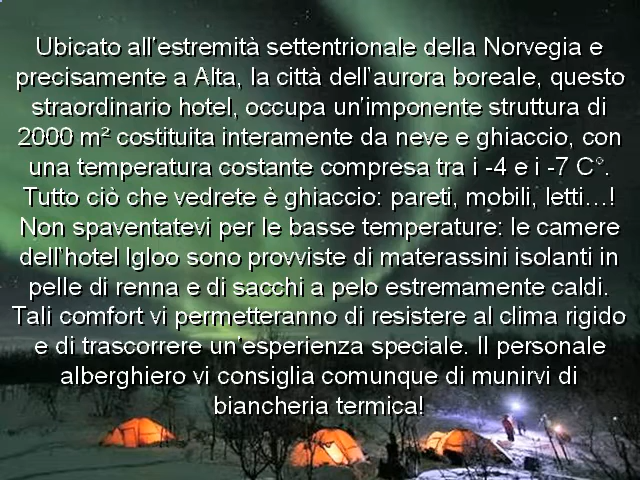 Ubicato all'estremità settentrionale della Norvegia e
precisamente a Alta, la città dell'aurora boreale, questo
straordinario hotel, occupa un'imponente struttura di
2000 m² costituita interamente da neve e ghiaccio, con
una temperatura costante compresa tra i -4 e i -7 C°.
Tutto ciò che vedrete è ghiaccio: pareti, mobili, letti...!
Non spaventatevi per le basse temperature: le camere
dell'hotel Igloo sono provviste di materassini isolanti in
pelle di renna e di sacchi a pelo estremamente caldi.
Tali comfort vi permetteranno di resistere al clima rigido
e di trascorrere un'esperienza speciale. Il personale
alberghiero vi consiglia comunque di munirvi di
biancheria termica!